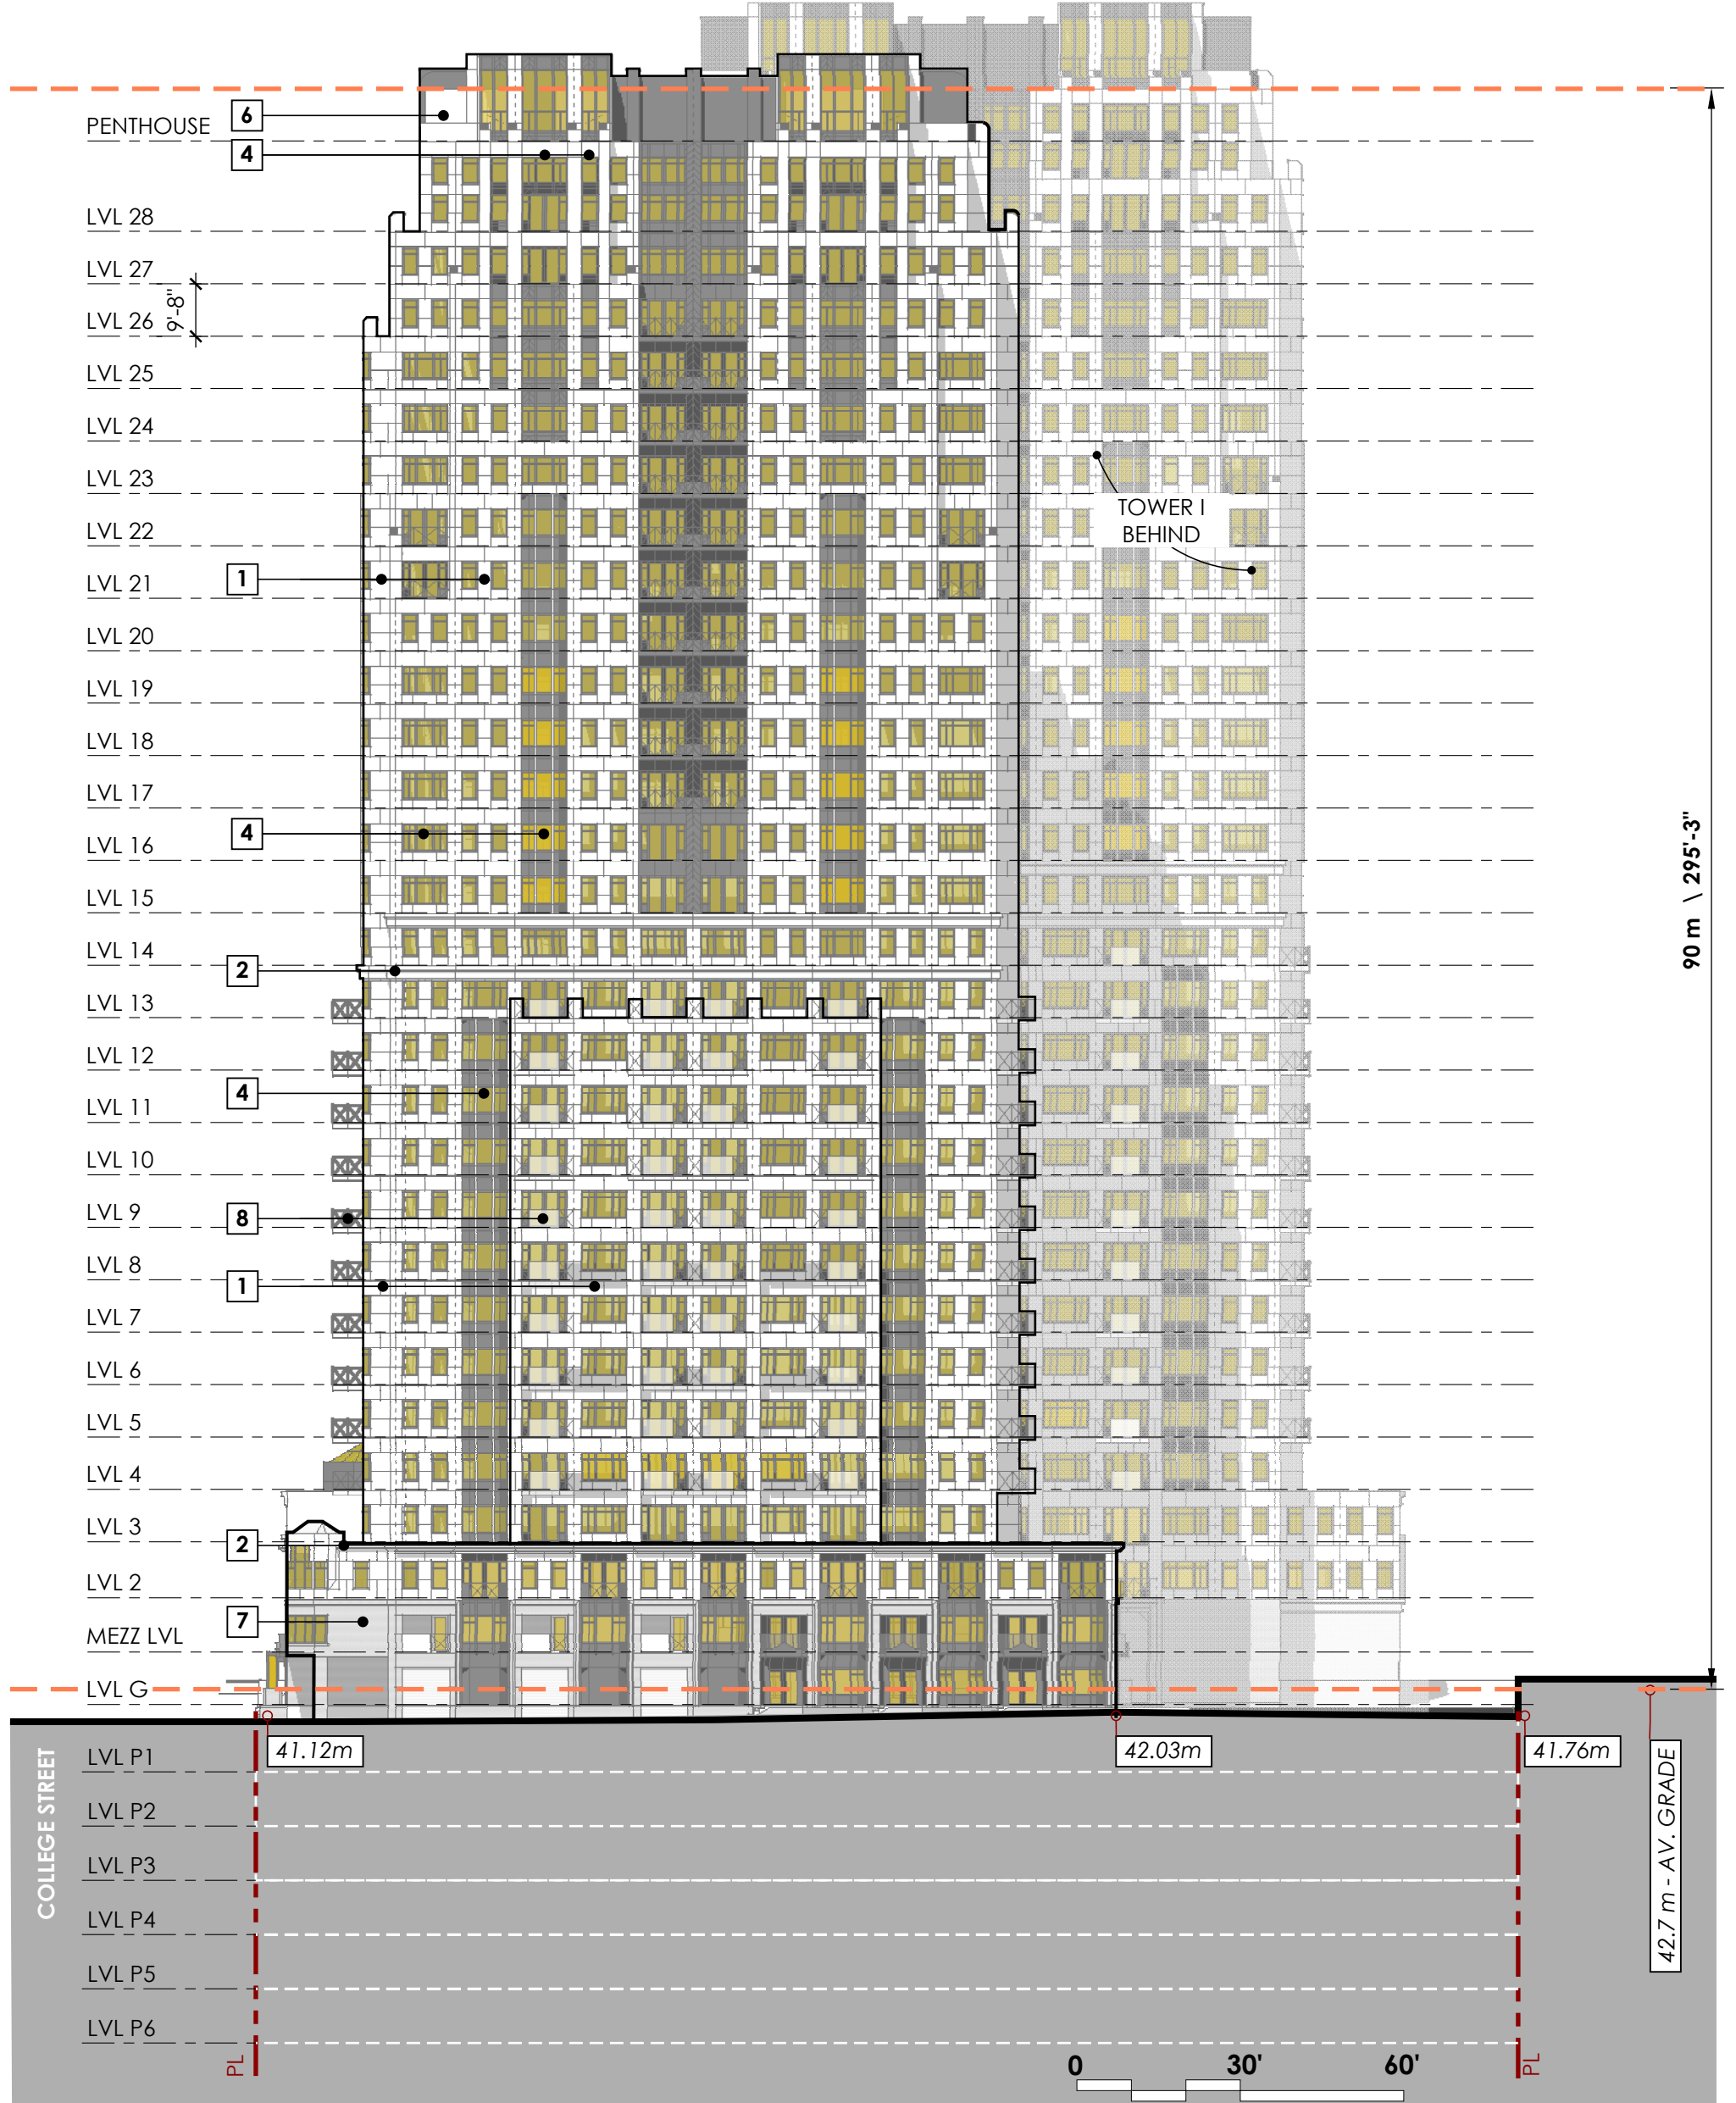 6
PENTHOUSE
4
LVL 28
LVL 27
9'-8"
LVL 26
LVL 25
LVL 24
LVL 23
TOWER I
BEHIND
LVL 22
1
LVL 21
LVL 20
LVL 19
LVL 18
LVL 17
4
LVL 16
90 m \ 295'-3"
LVL 15
LVL 14
2
LVL 13
LVL 12
4
LVL 11
LVL 10
8
LVL 9
LVL 8
1
LVL 7
LVL 6
LVL 5
LVL 4
LVL 3
2
LVL 2
7
MEZZ LVL
LVL G
41.12m
42.03m
41.76m
COLLEGE STREET
LVL P1
LVL P2
LVL P3
42.7 m - AV. GRADE
LVL P4
LVL P5
LVL P6
PL
PL
0 30' 60'